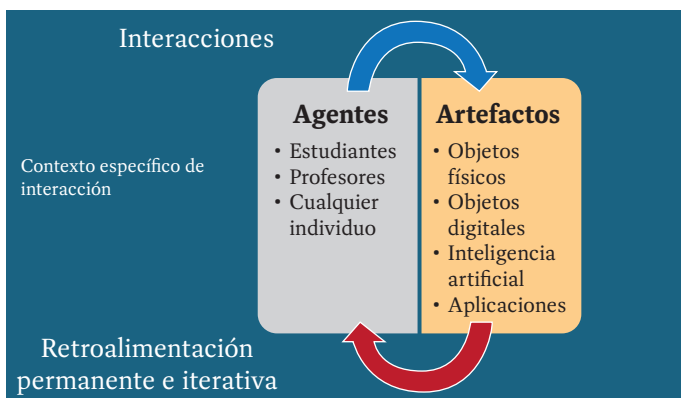 Interacciones
Contexto específico de
interacción
Agentes
• Estudiantes
• Profesores
• Cualquier
individuo
Artefactos
• Objetos
físicos
• Objetos
digitales
• Inteligencia
artificial
• Aplicaciones
Retroalimentación
permanente e iterativa